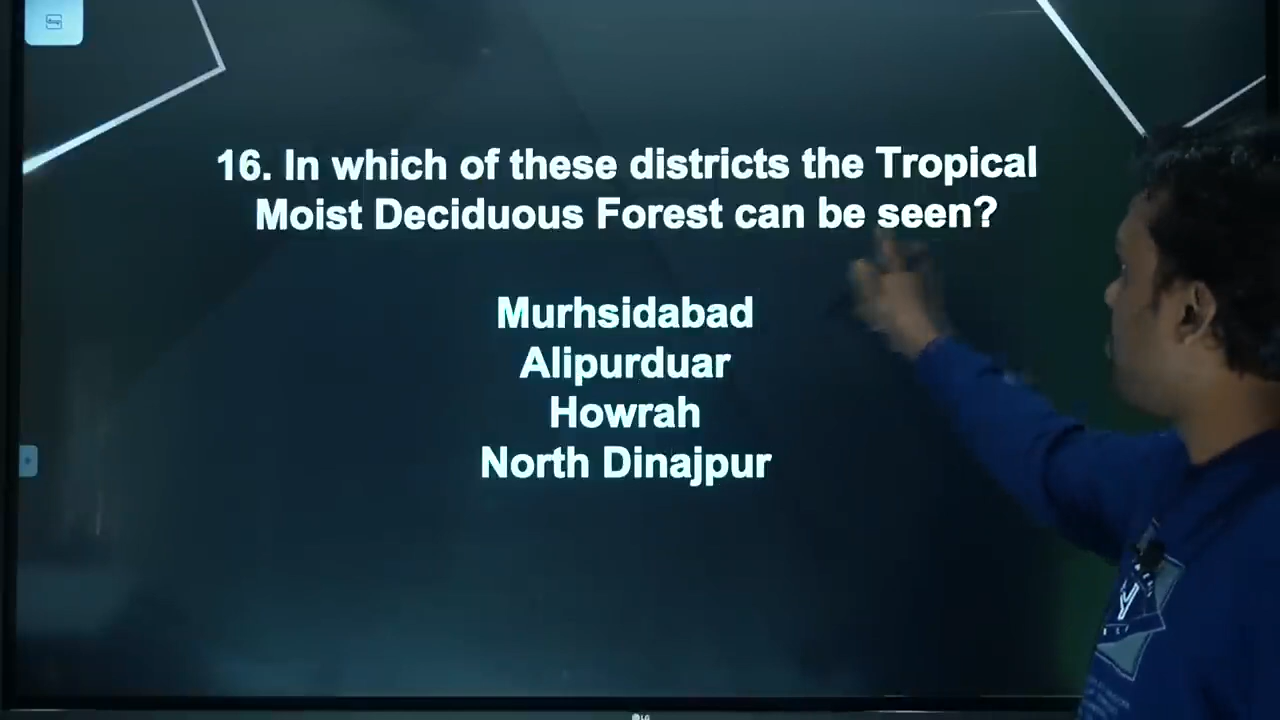 16. In which of these districts the Tropical
Moist Deciduous Forest can be seen?
Murhsidabad
Alipurduar
Howrah
North Dinajpur
LG